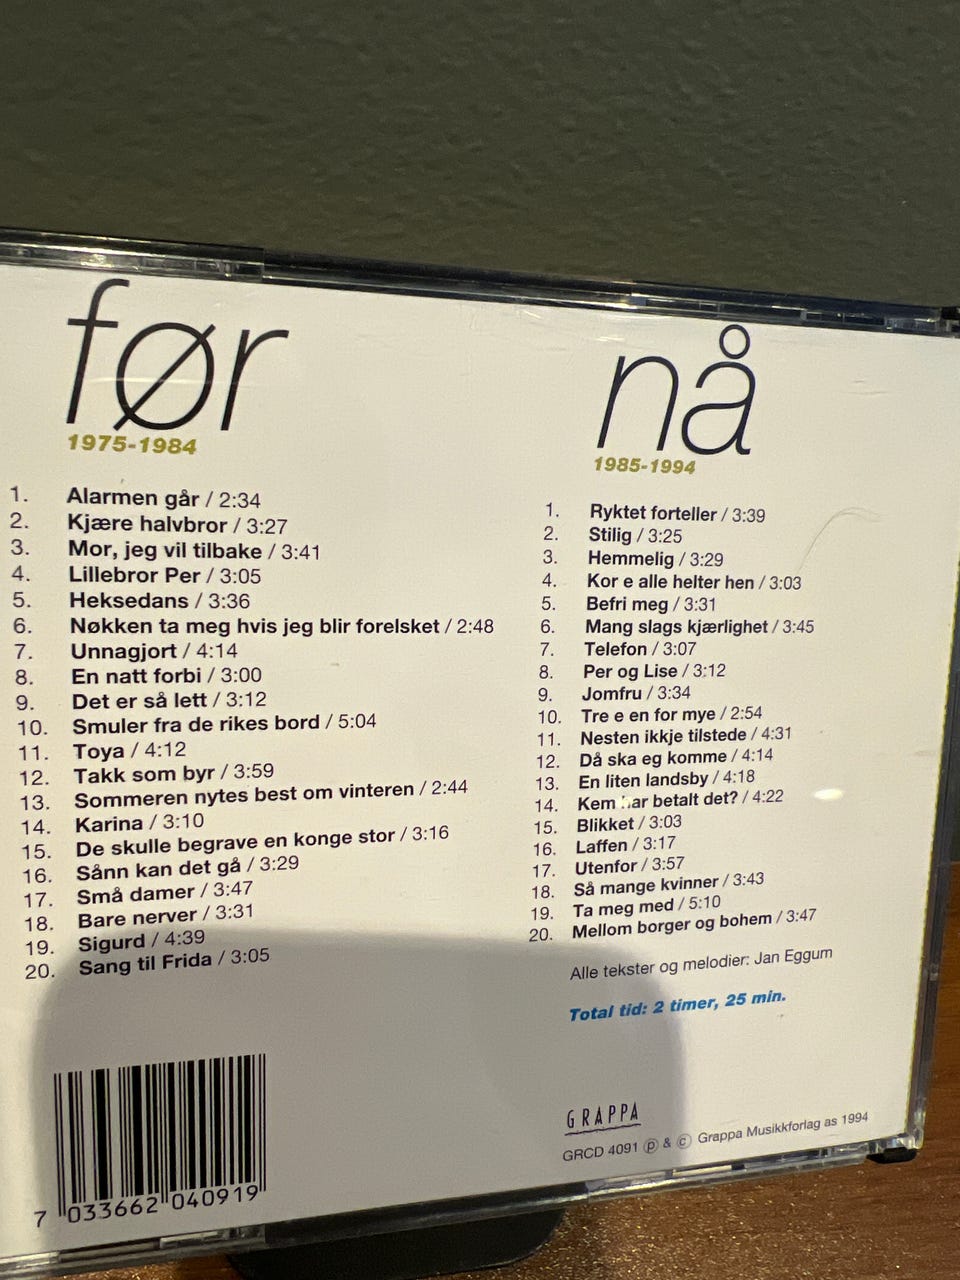 før
1975-1984
1. Alarmen går / 2:34
2. Kjære halvbror / 3:27
3. Mor, jeg vil tilbake / 3:41
4. Lillebror Per / 3:05
5. Heksedans / 3:36
6. Nøkken ta meg hvis jeg blir forelsket / 2:48
7. Unnagjort / 4:14
8. En natt forbi / 3:00
9. Det er så lett / 3:12
10. Smuler fra de rikes bord / 5:04
11. Toya / 4:12
12. Takk som byr / 3:59
13. Sommeren nytes best om vinteren / 2:44
14. Karina / 3:10
15. De skulle begrave en konge stor / 3:16
16. Sånn kan det gå / 3:29
17. Små damer / 3:47
18. Bare nerver / 3:31
19. Sigurd / 4:39
20. Sang til Frida / 3:05
7 033662 040919
nå
1985-1994
1. Ryktet forteller / 3:39
2. Stilig / 3:25
3. Hemmelig / 3:29
4. Kor e alle helter hen / 3:03
5. Befri meg / 3:31
6. Mang slags kjærlighet / 3:45
7. Telefon / 3:07
8. Per og Lise / 3:12
9. Jomfru / 3:34
10. Tre e en for mye / 2:54
11. Nesten ikkje tilstede / 4:31
12. Då ska eg komme / 4:14
13. En liten landsby / 4:18
14. Kem har betalt det? / 4:22
15. Blikket / 3:03
16. Laffen / 3:17
17. Utenfor / 3:57
18. Så mange kvinner / 3:43
19. Ta meg med / 5:10
20. Mellom borger og bohem / 3:47
Alle tekster og melodier: Jan Eggum
Total tid: 2 timer, 25 min.
GRAPPA
GRCD 4091 ℗ & © Grappa Musikkforlag as 1994